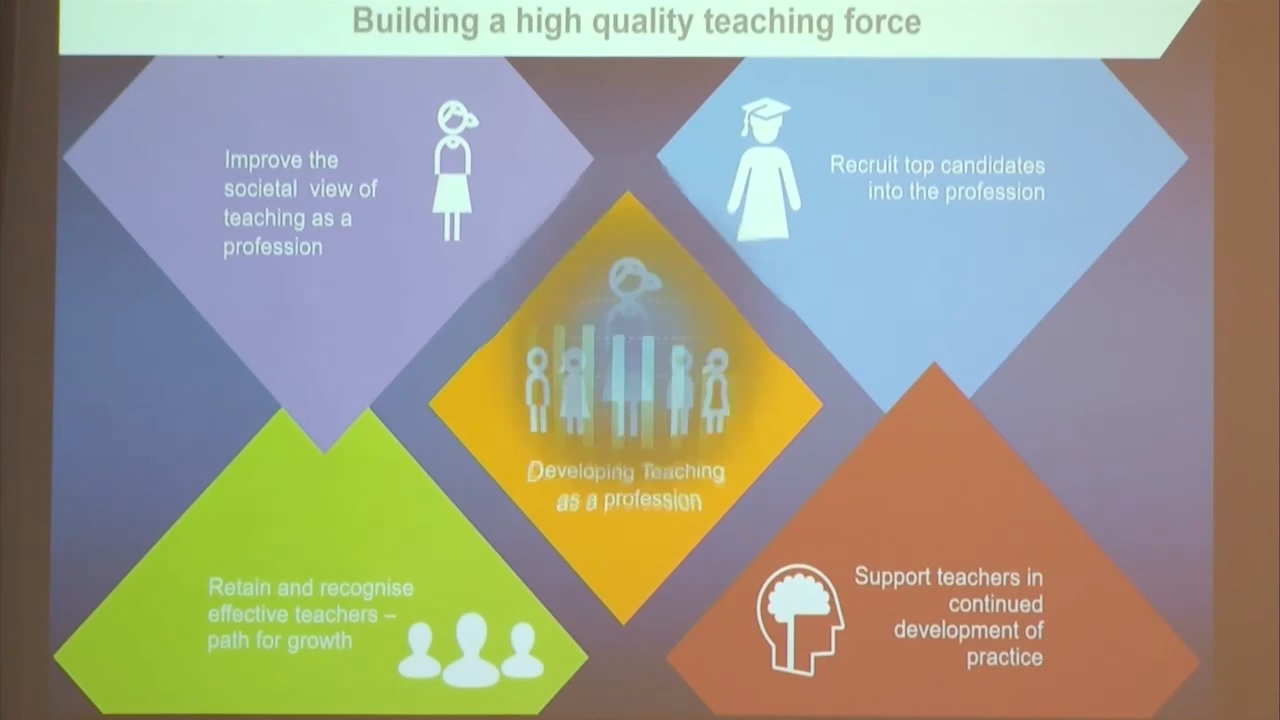 Building a high quality teaching force
Improve the
societal view of
teaching as a
profession
Recruit top candidates
into the profession
Developing Teaching
as a profession
Retain and recognise
effective teachers –
path for growth
Support teachers in
continued
development of
practice